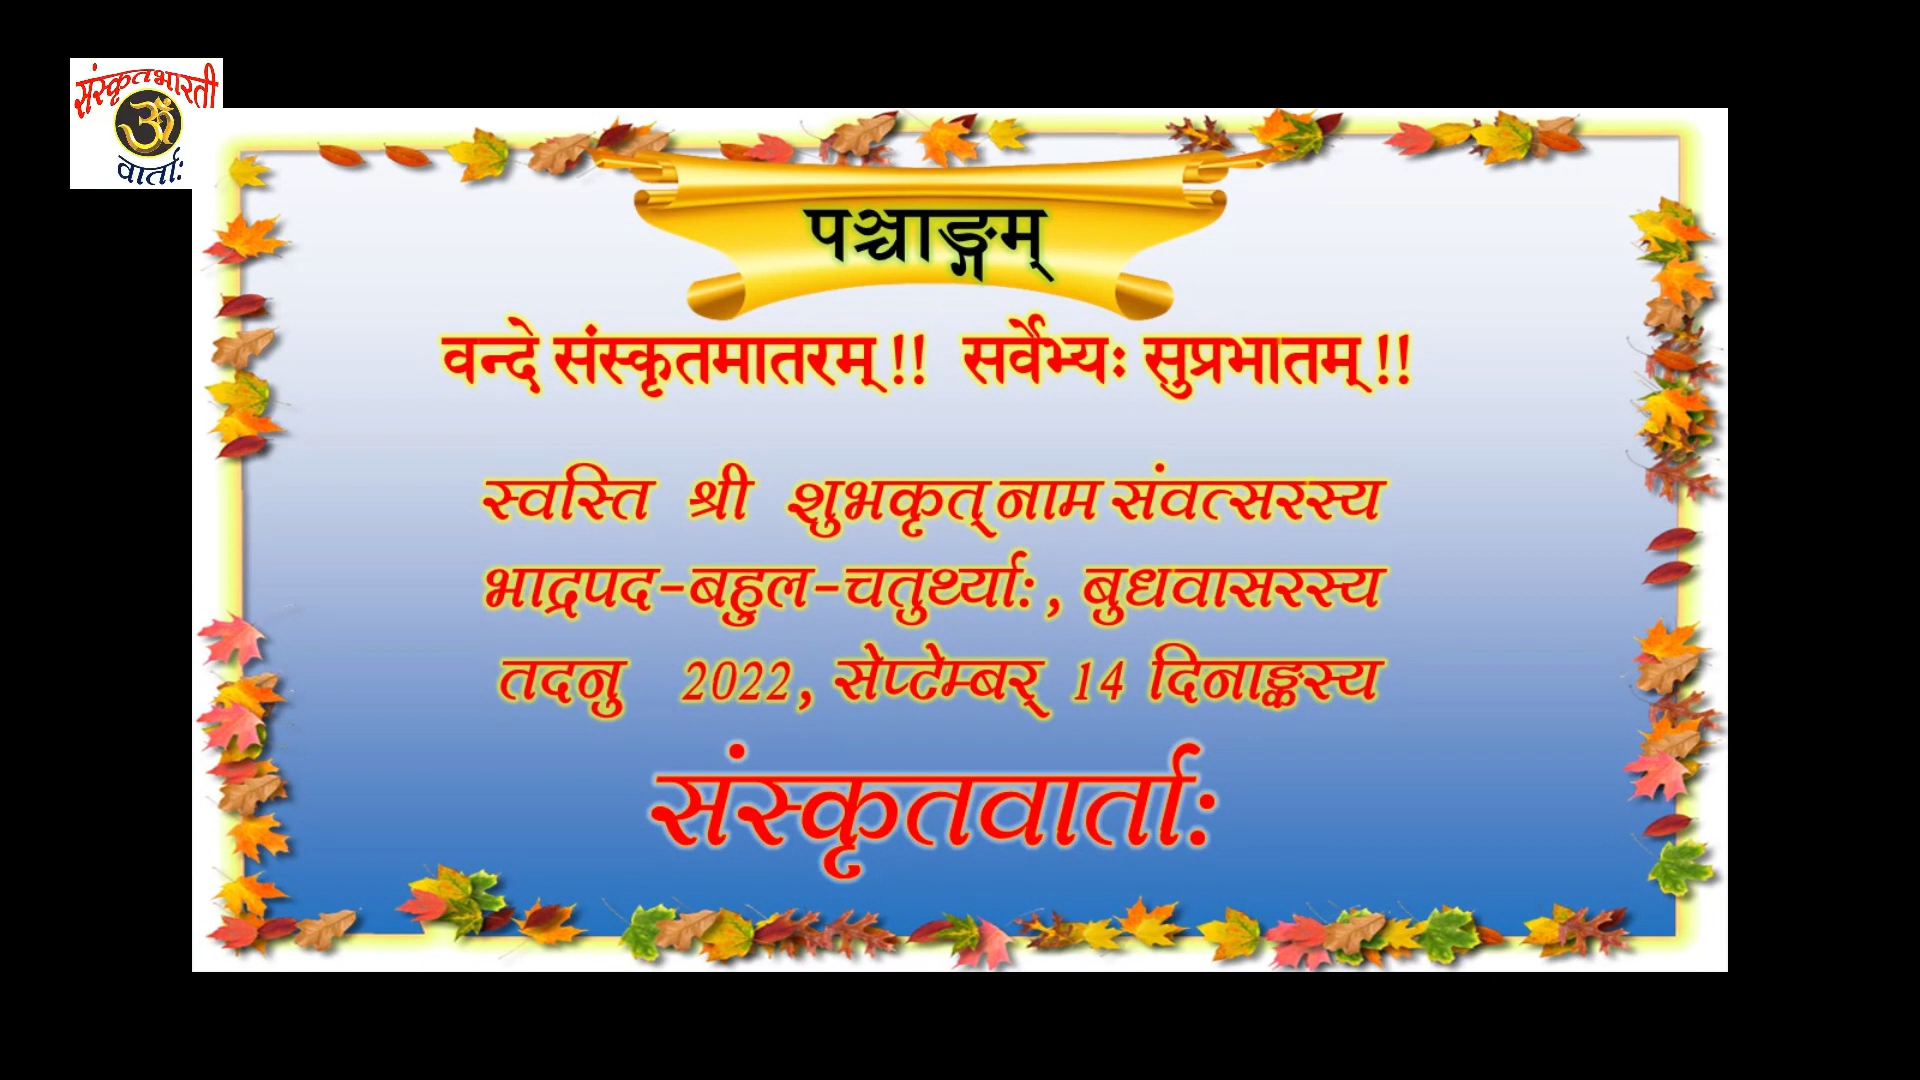 संस्कृतभारती
ॐ
वार्ताः
पञ्चाङ्गम्
वन्दे संस्कृतमातरम् !! सर्वेभ्यः सुप्रभातम् !!
स्वस्ति श्री शुभकृत् नाम संवत्सरस्य
भाद्रपद-बहुल-चतुर्थ्याः, बुधवासरस्य
तदनु 2022, सेप्टेम्बर् 14 दिनाङ्कस्य
संस्कृतवार्ताः